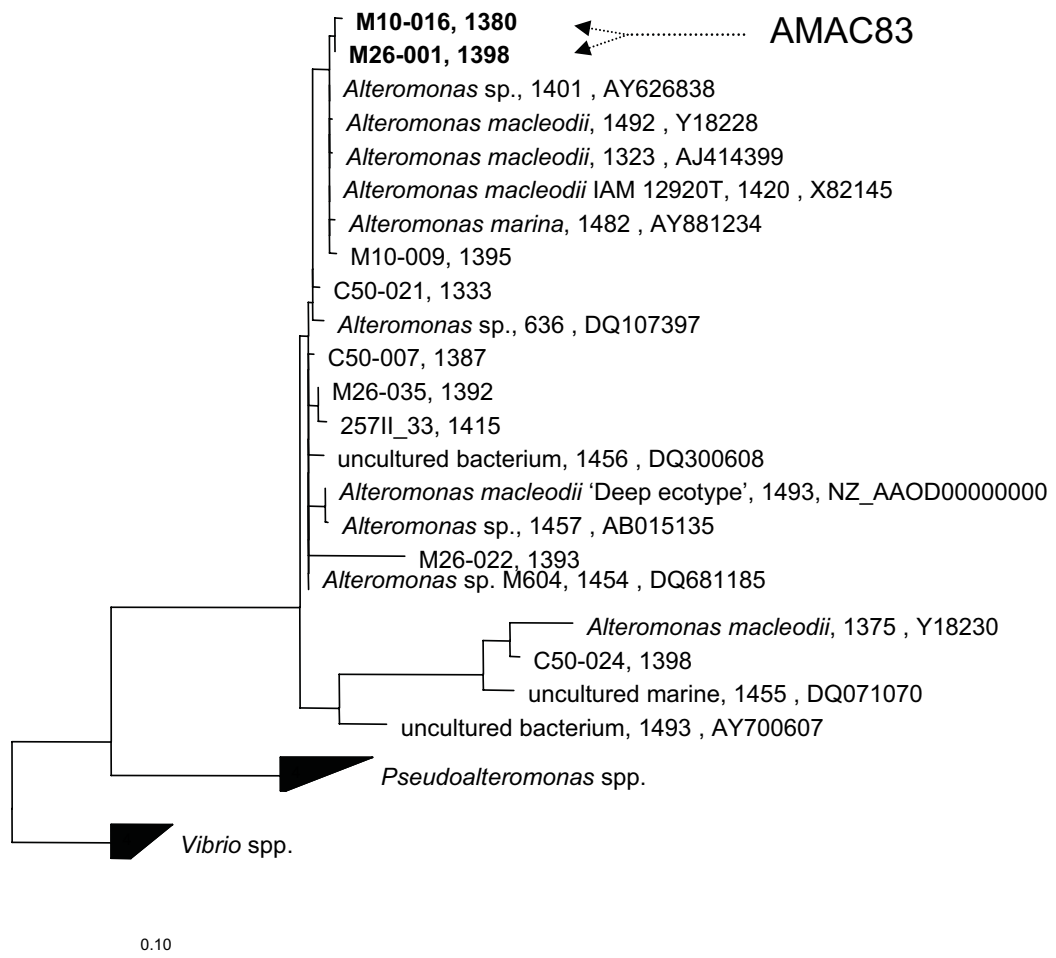 M10-016, 1380
AMAC83
M26-001, 1398
Alteromonas sp., 1401 , AY626838
Alteromonas macleodii, 1492 , Y18228
Alteromonas macleodii, 1323 , AJ414399
Alteromonas macleodii IAM 12920T, 1420 , X82145
Alteromonas marina, 1482 , AY881234
M10-009, 1395
C50-021, 1333
Alteromonas sp., 636 , DQ107397
C50-007, 1387
M26-035, 1392
257II_33, 1415
uncultured bacterium, 1456 , DQ300608
Alteromonas macleodii ‘Deep ecotype’, 1493, NZ_AAOD00000000
Alteromonas sp., 1457 , AB015135
M26-022, 1393
Alteromonas sp. M604, 1454 , DQ681185
Alteromonas macleodii, 1375 , Y18230
C50-024, 1398
uncultured marine, 1455 , DQ071070
uncultured bacterium, 1493 , AY700607
Pseudoalteromonas spp.
Vibrio spp.
0.10